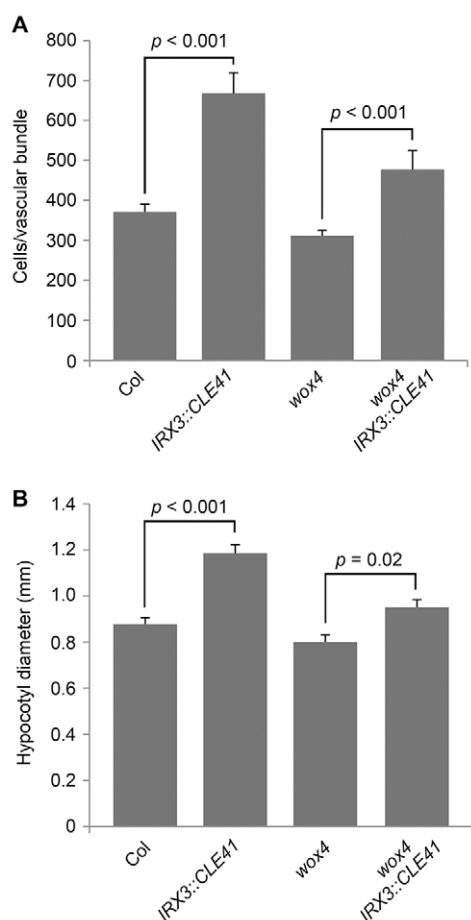 A
Cells/vascular bundle
800
700
600
500
400
300
200
100
0
p < 0.001
p < 0.001
Col
IRX3::CLE41
wox4
wox4
IRX3::CLE41
B
Hypocotyl diameter (mm)
1.4
1.2
1.0
0.8
0.6
0.4
0.2
0
p < 0.001
p = 0.02
Col
IRX3::CLE41
wox4
wox4
IRX3::CLE41